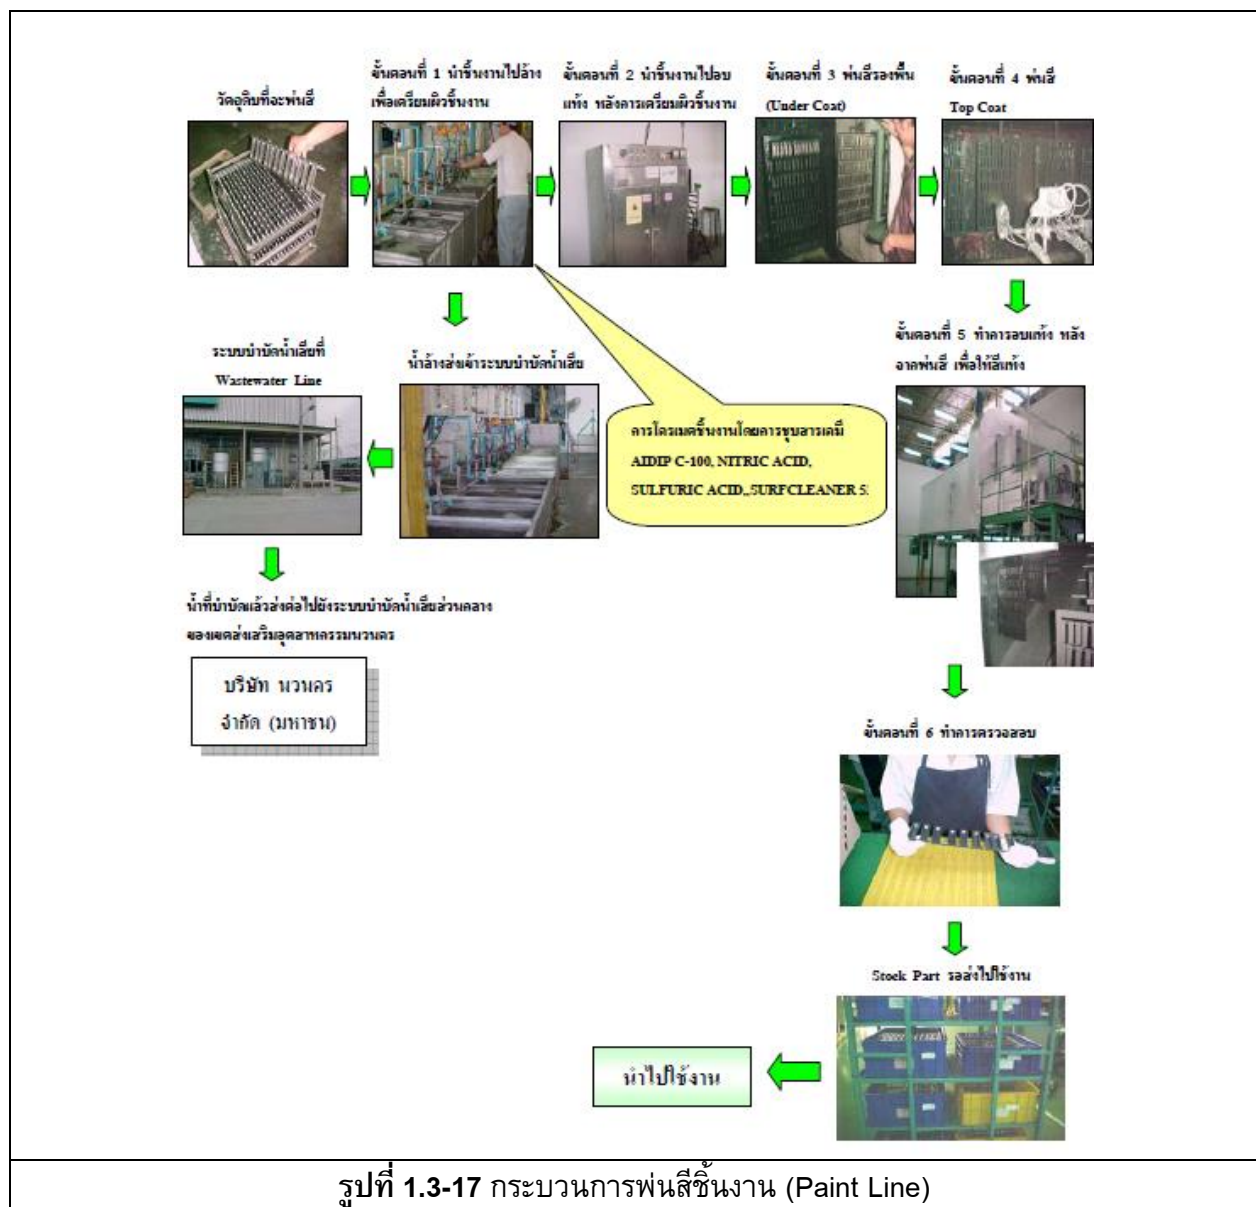 วัตถุดิบที่จะพ่นสี
ขั้นตอนที่ 1 นำชิ้นงานไปล้าง
เพื่อเตรียมผิวชิ้นงาน
ขั้นตอนที่ 2 นำชิ้นงานไปอบ
แห้ง หลังการเตรียมผิวชิ้นงาน
ขั้นตอนที่ 3 พ่นสีรองพื้น
(Under Coat)
ขั้นตอนที่ 4 พ่นสี
Top Coat
ขั้นตอนที่ 5 ทำการอบแห้ง หลัง
จากพ่นสี เพื่อให้สีแห้ง
ระบบบำบัดน้ำเสียที่
Wastewater Line
น้ำล้างส่งเข้าระบบบำบัดน้ำเสีย
การโครเมตชิ้นงานโดยการชุบสารเคมี
AIDIP C-100, NITRIC ACID,
SULFURIC ACID,,SURFCLEANER 5:
น้ำที่บำบัดแล้วส่งต่อไปยังระบบบำบัดน้ำเสียส่วนกลาง
ของเขตส่งเสริมอุตสาหกรรมนวนคร
บริษัท นวนคร
จำกัด (มหาชน)
ขั้นตอนที่ 6 ทำการตรวจสอบ
Stock Part รอส่งไปใช้งาน
นำไปใช้งาน
รูปที่ 1.3-17 กระบวนการพ่นสีชิ้นงาน (Paint Line)